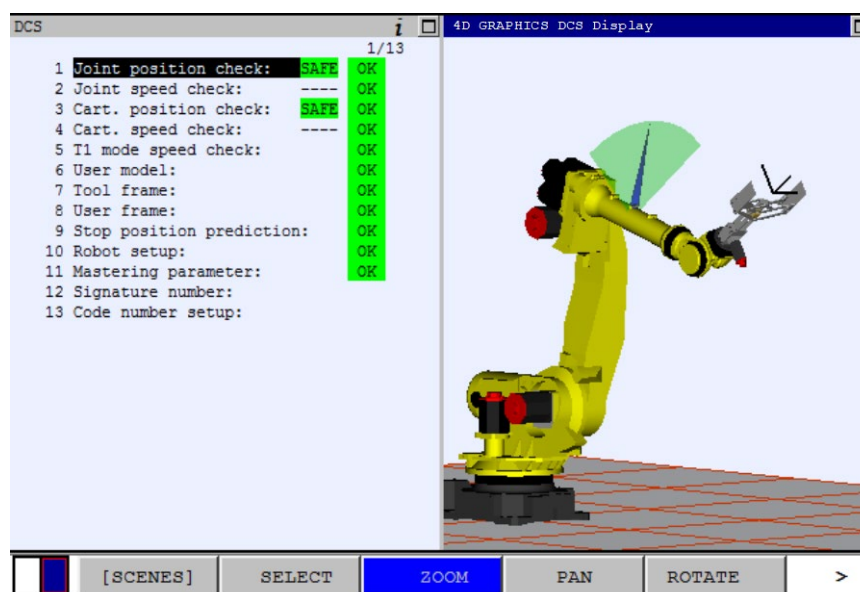 DCS i
1/13
1 Joint position check: SAFE OK
2 Joint speed check: ---- OK
3 Cart. position check: SAFE OK
4 Cart. speed check: ---- OK
5 T1 mode speed check: OK
6 User model: OK
7 Tool frame: OK
8 User frame: OK
9 Stop position prediction: OK
10 Robot setup: OK
11 Mastering parameter: OK
12 Signature number:
13 Code number setup:
4D GRAPHICS DCS Display
[SCENES] SELECT ZOOM PAN ROTATE >